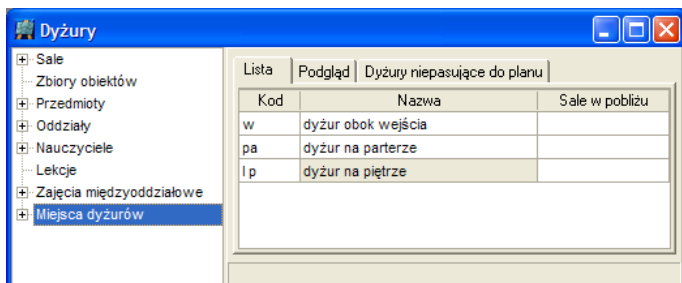 Dyżury
Sale
Zbiory obiektów
Przedmioty
Oddziały
Nauczyciele
Lekcje
Zajęcia międzyoddziałowe
Miejsca dyżurów
Lista Podgląd Dyżury niepasujące do planu
Kod Nazwa Sale w pobliżu
w dyżur obok wejścia
pa dyżur na parterze
I p dyżur na piętrze